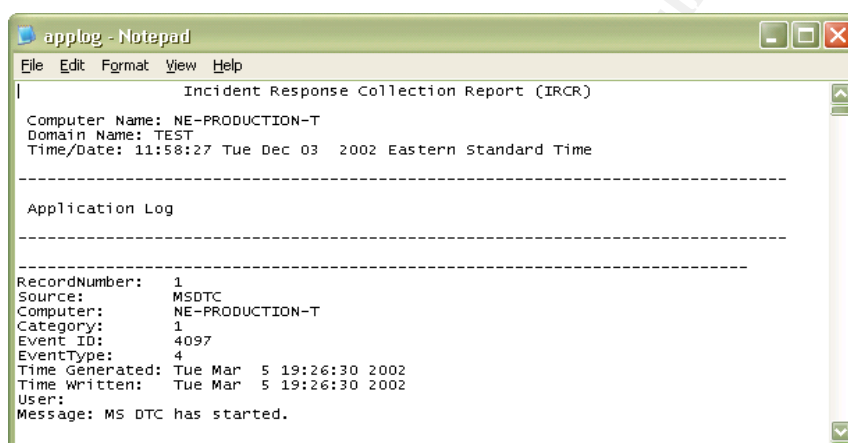 applog - Notepad
File Edit Format View Help
Incident Response Collection Report (IRCR)
Computer Name: NE-PRODUCTION-T
Domain Name: TEST
Time/Date: 11:58:27 Tue Dec 03  2002 Eastern Standard Time
--------------------------------------------------------------------------------
Application Log
--------------------------------------------------------------------------------
----------------------------------------------------------------------------
RecordNumber:   1
Source:         MSDTC
Computer:       NE-PRODUCTION-T
Category:       1
Event ID:       4097
EventType:      4
Time Generated: Tue Mar  5 19:26:30 2002
Time Written:   Tue Mar  5 19:26:30 2002
User:
Message: MS DTC has started.